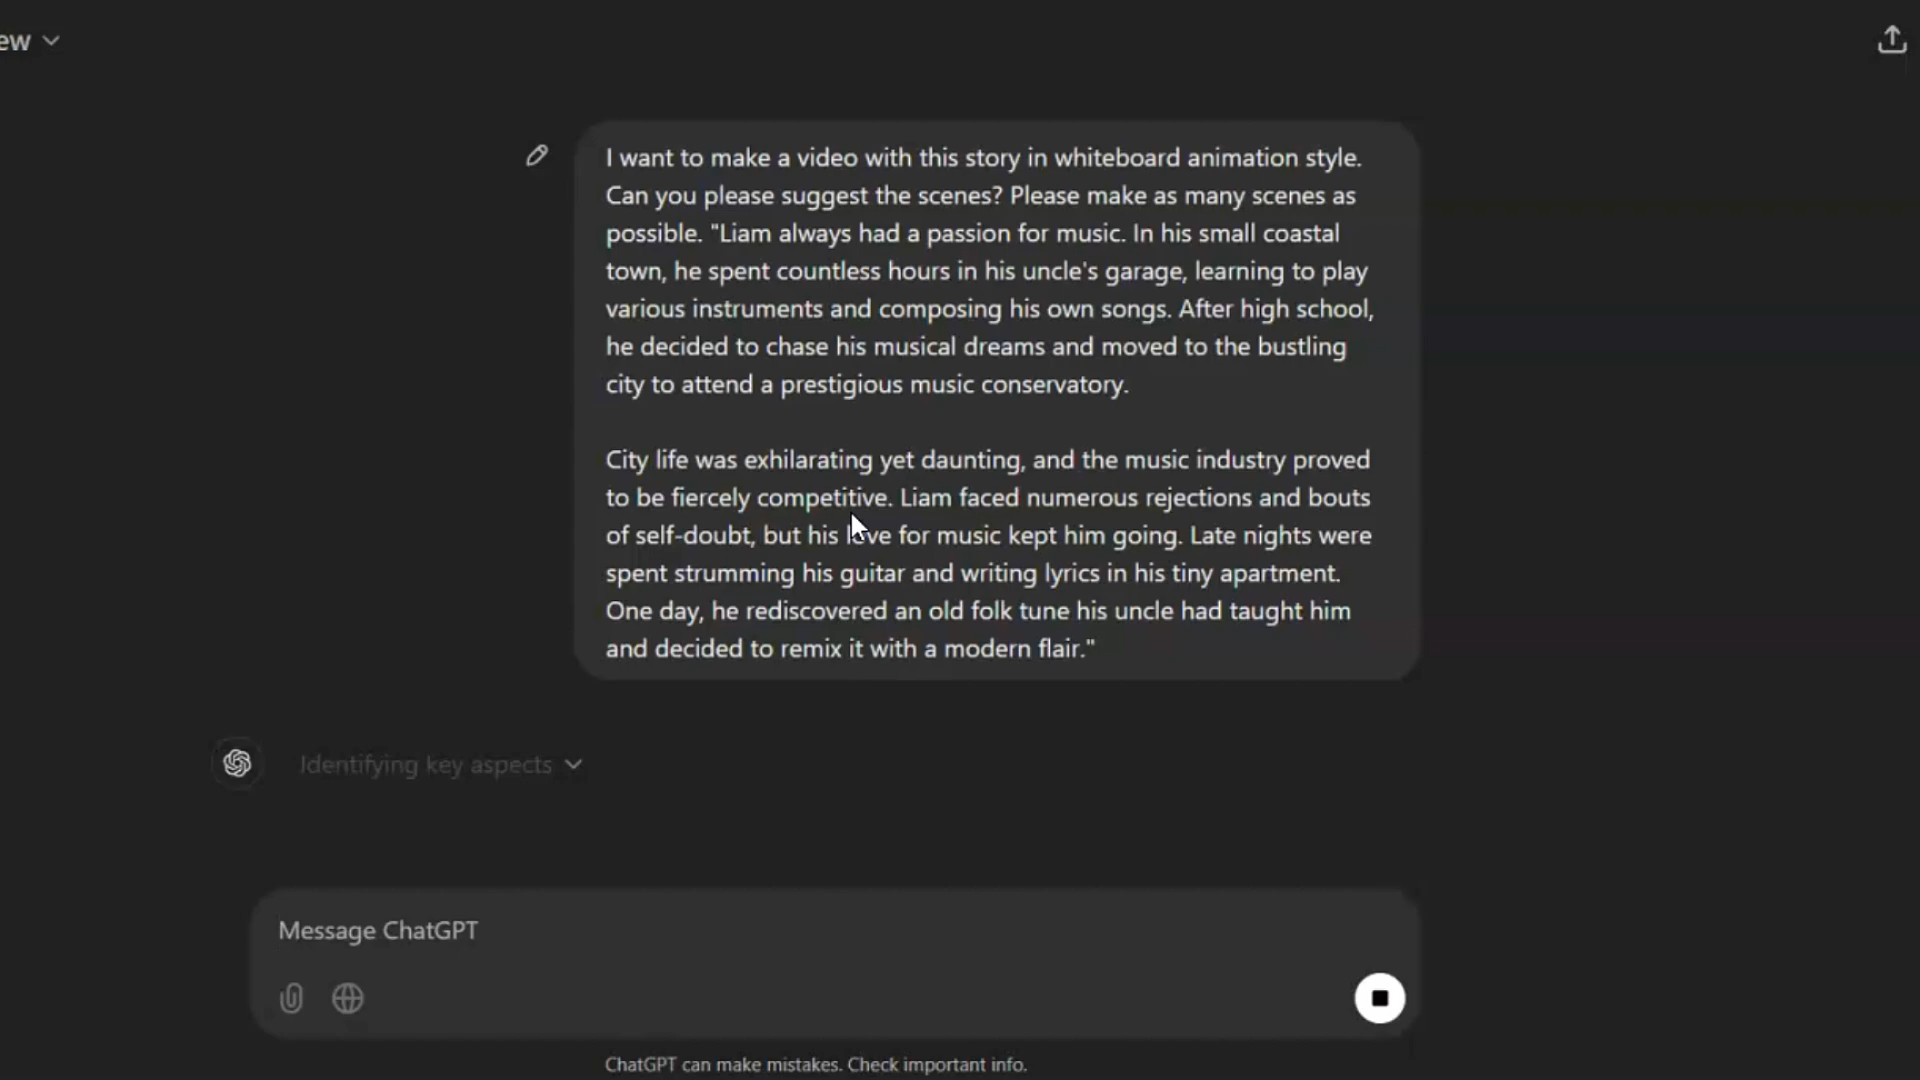 ew
I want to make a video with this story in whiteboard animation style.
Can you please suggest the scenes? Please make as many scenes as
possible. "Liam always had a passion for music. In his small coastal
town, he spent countless hours in his uncle's garage, learning to play
various instruments and composing his own songs. After high school,
he decided to chase his musical dreams and moved to the bustling
city to attend a prestigious music conservatory.
City life was exhilarating yet daunting, and the music industry proved
to be fiercely competitive. Liam faced numerous rejections and bouts
of self-doubt, but his love for music kept him going. Late nights were
spent strumming his guitar and writing lyrics in his tiny apartment.
One day, he rediscovered an old folk tune his uncle had taught him
and decided to remix it with a modern flair."
Identifying key aspects
Message ChatGPT
ChatGPT can make mistakes. Check important info.